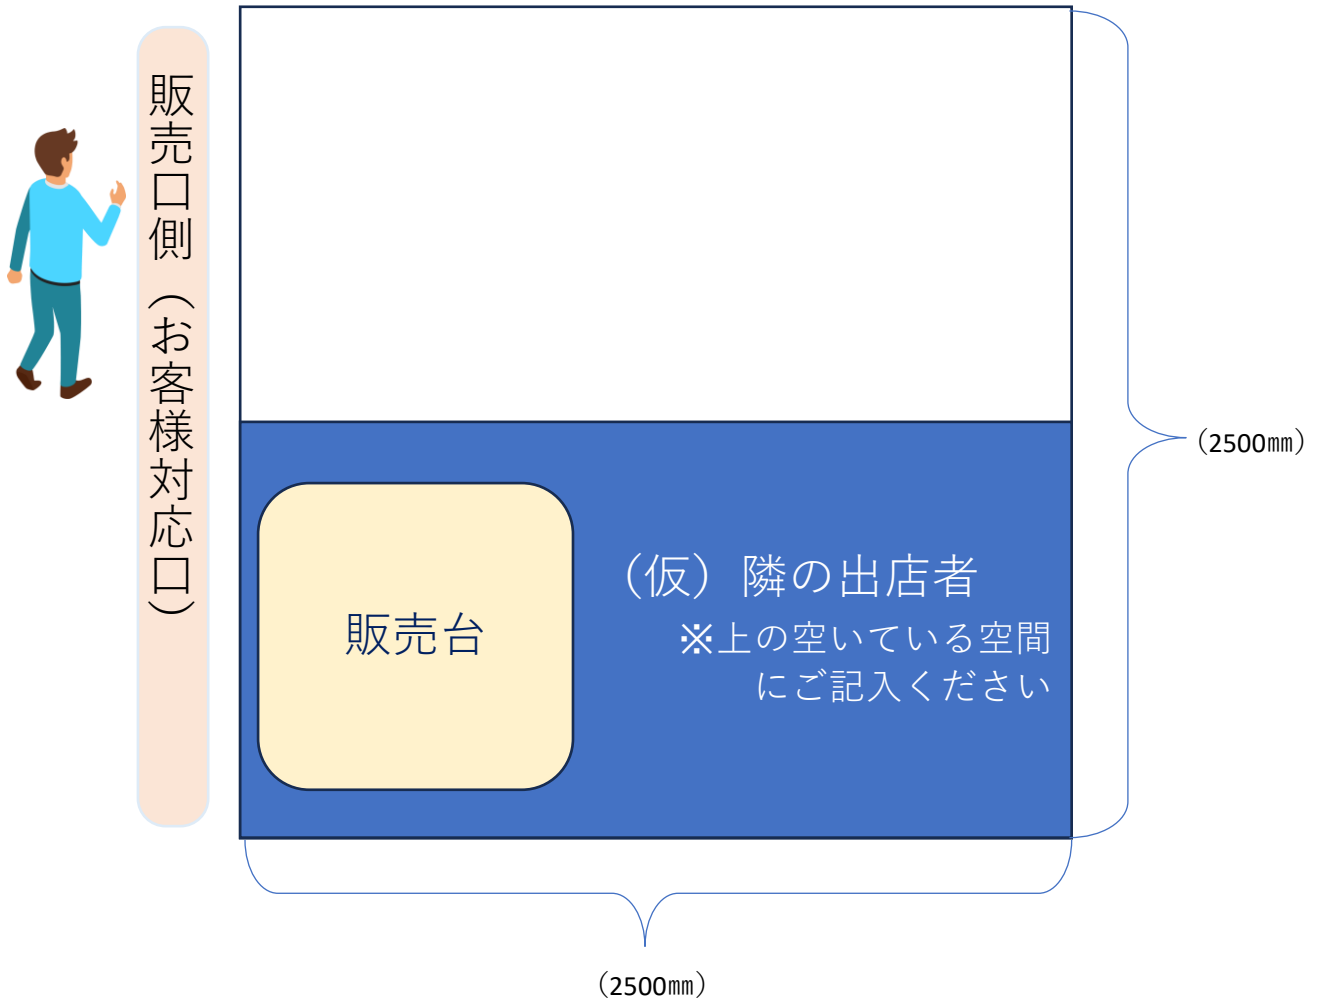 販売口側（お客様対応口）
（2500㎜）
（仮）隣の出店者
※上の空いている空間
にご記入ください
販売台
（2500㎜）